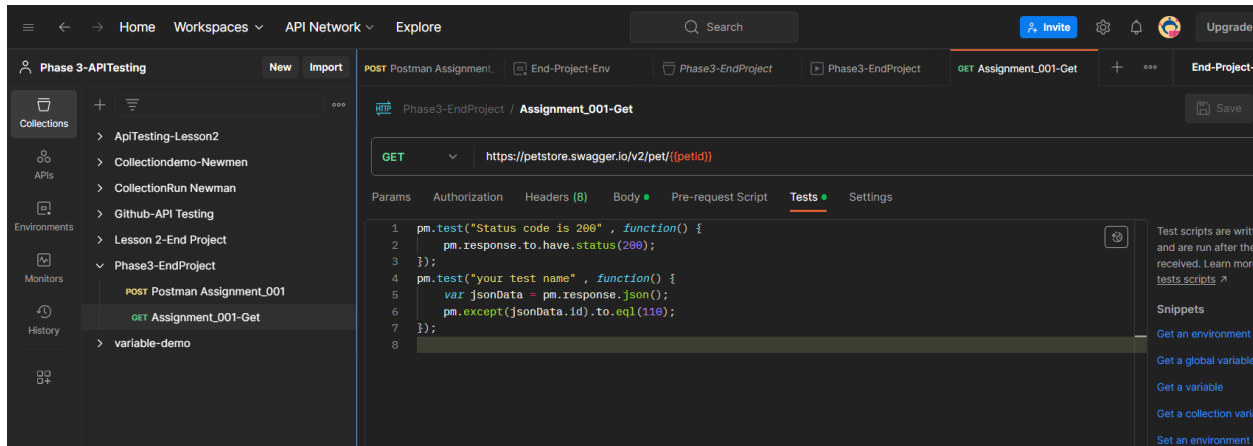 Home Workspaces API Network Explore Search Invite Upgrade
Phase 3-APITesting New Import POST Postman Assignment_ End-Project-Env Phase3-EndProject Phase3-EndProject GET Assignment_001-Get End-Project-
Collections
APIs
Environments
Monitors
History
ApiTesting-Lesson2
Collectiondemo-Newmen
CollectionRun Newman
Github-API Testing
Lesson 2-End Project
Phase3-EndProject
POST Postman Assignment_001
GET Assignment_001-Get
variable-demo
HTTP Phase3-EndProject / Assignment_001-Get Save
GET https://petstore.swagger.io/v2/pet/{{petid}}
Params Authorization Headers (8) Body Pre-request Script Tests Settings
1 pm.test("Status code is 200" , function() {
2 pm.response.to.have.status(200);
3 });
4 pm.test("your test name" , function() {
5 var jsonData = pm.response.json();
6 pm.except(jsonData.id).to.eql(110);
7 });
8
Test scripts are writ
and are run after the
received. Learn mor
tests scripts
Snippets
Get an environment
Get a global variable
Get a variable
Get a collection vari
Set an environment